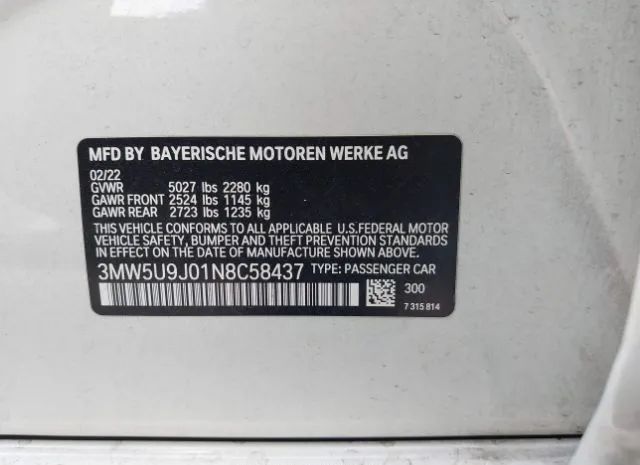 MFD BY BAYERISCHE MOTOREN WERKE AG
02/22
GVWR 5027 lbs 2280 kg
GAWR FRONT 2524 lbs 1145 kg
GAWR REAR 2723 lbs 1235 kg
THIS VEHICLE CONFORMS TO ALL APPLICABLE U.S.FEDERAL MOTOR
VEHICLE SAFETY, BUMPER AND THEFT PREVENTION STANDARDS
IN EFFECT ON THE DATE OF MANUFACTURE SHOWN ABOVE.
3MW5U9J01N8C58437 TYPE: PASSENGER CAR
300
7 315 814